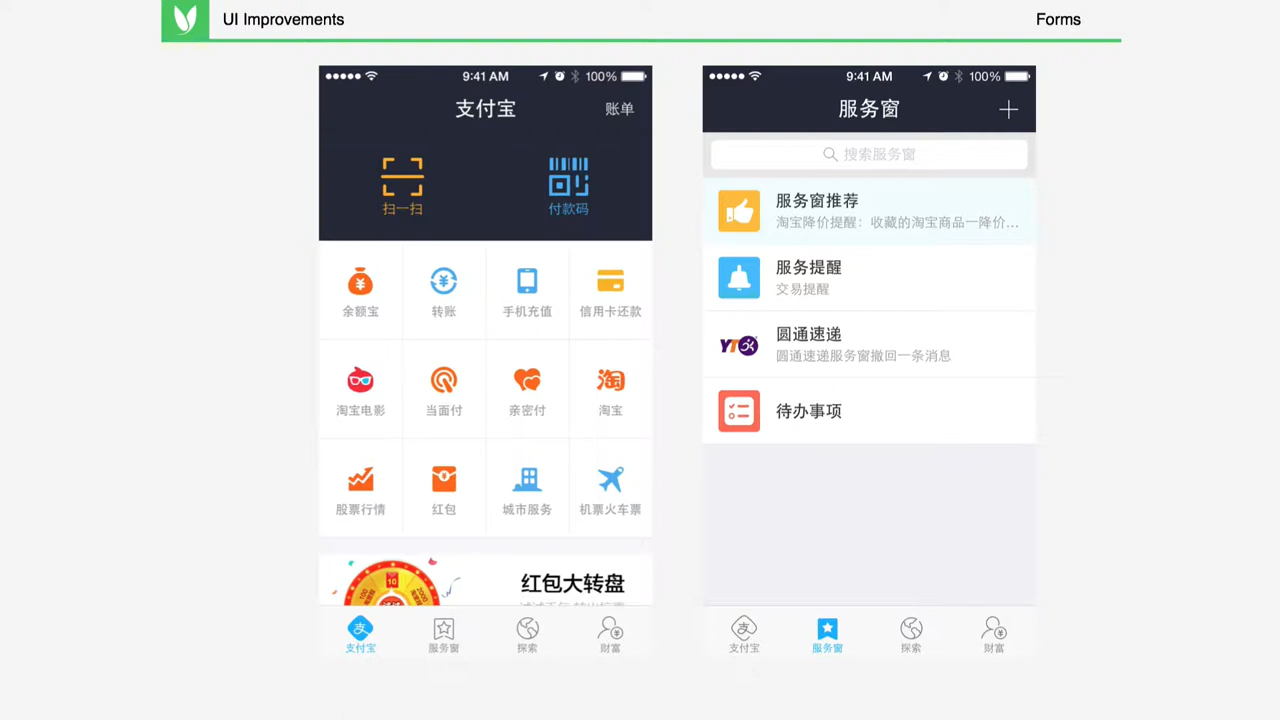 UI Improvements
Forms
9:41 AM
100%
支付宝
账单
扫一扫
付款码
余额宝
转账
手机充值
信用卡还款
淘宝电影
当面付
亲密付
淘
淘宝
股票行情
红包
城市服务
机票火车票
10
100
2000
红包大转盘
支
支付宝
服务窗
探索
财富
9:41 AM
100%
服务窗
搜索服务窗
服务窗推荐
淘宝降价提醒：收藏的淘宝商品一降价...
服务提醒
交易提醒
YTO
圆通速递
圆通速递服务窗撤回一条消息
待办事项
支
支付宝
服务窗
探索
财富